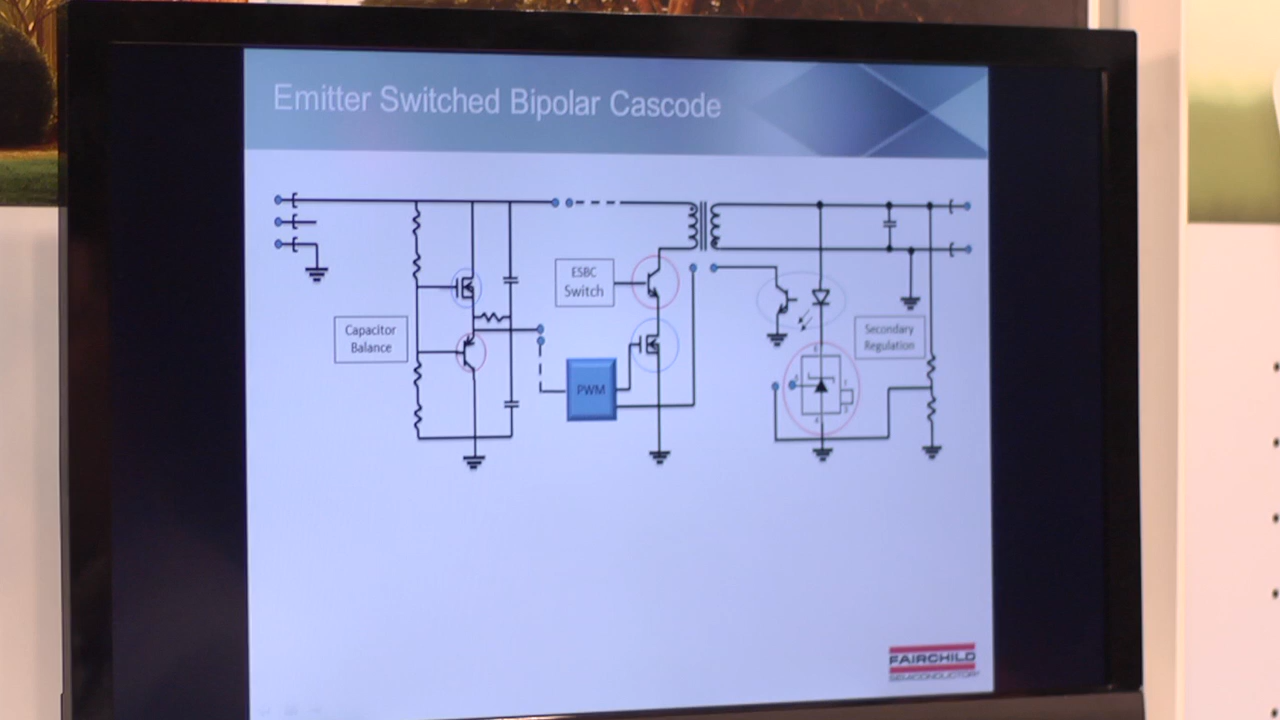 Emitter Switched Bipolar Cascode
ESBC
Switch
Capacitor
Balance
Secondary
Regulation
PWM
FAIRCHILD
SEMICONDUCTOR